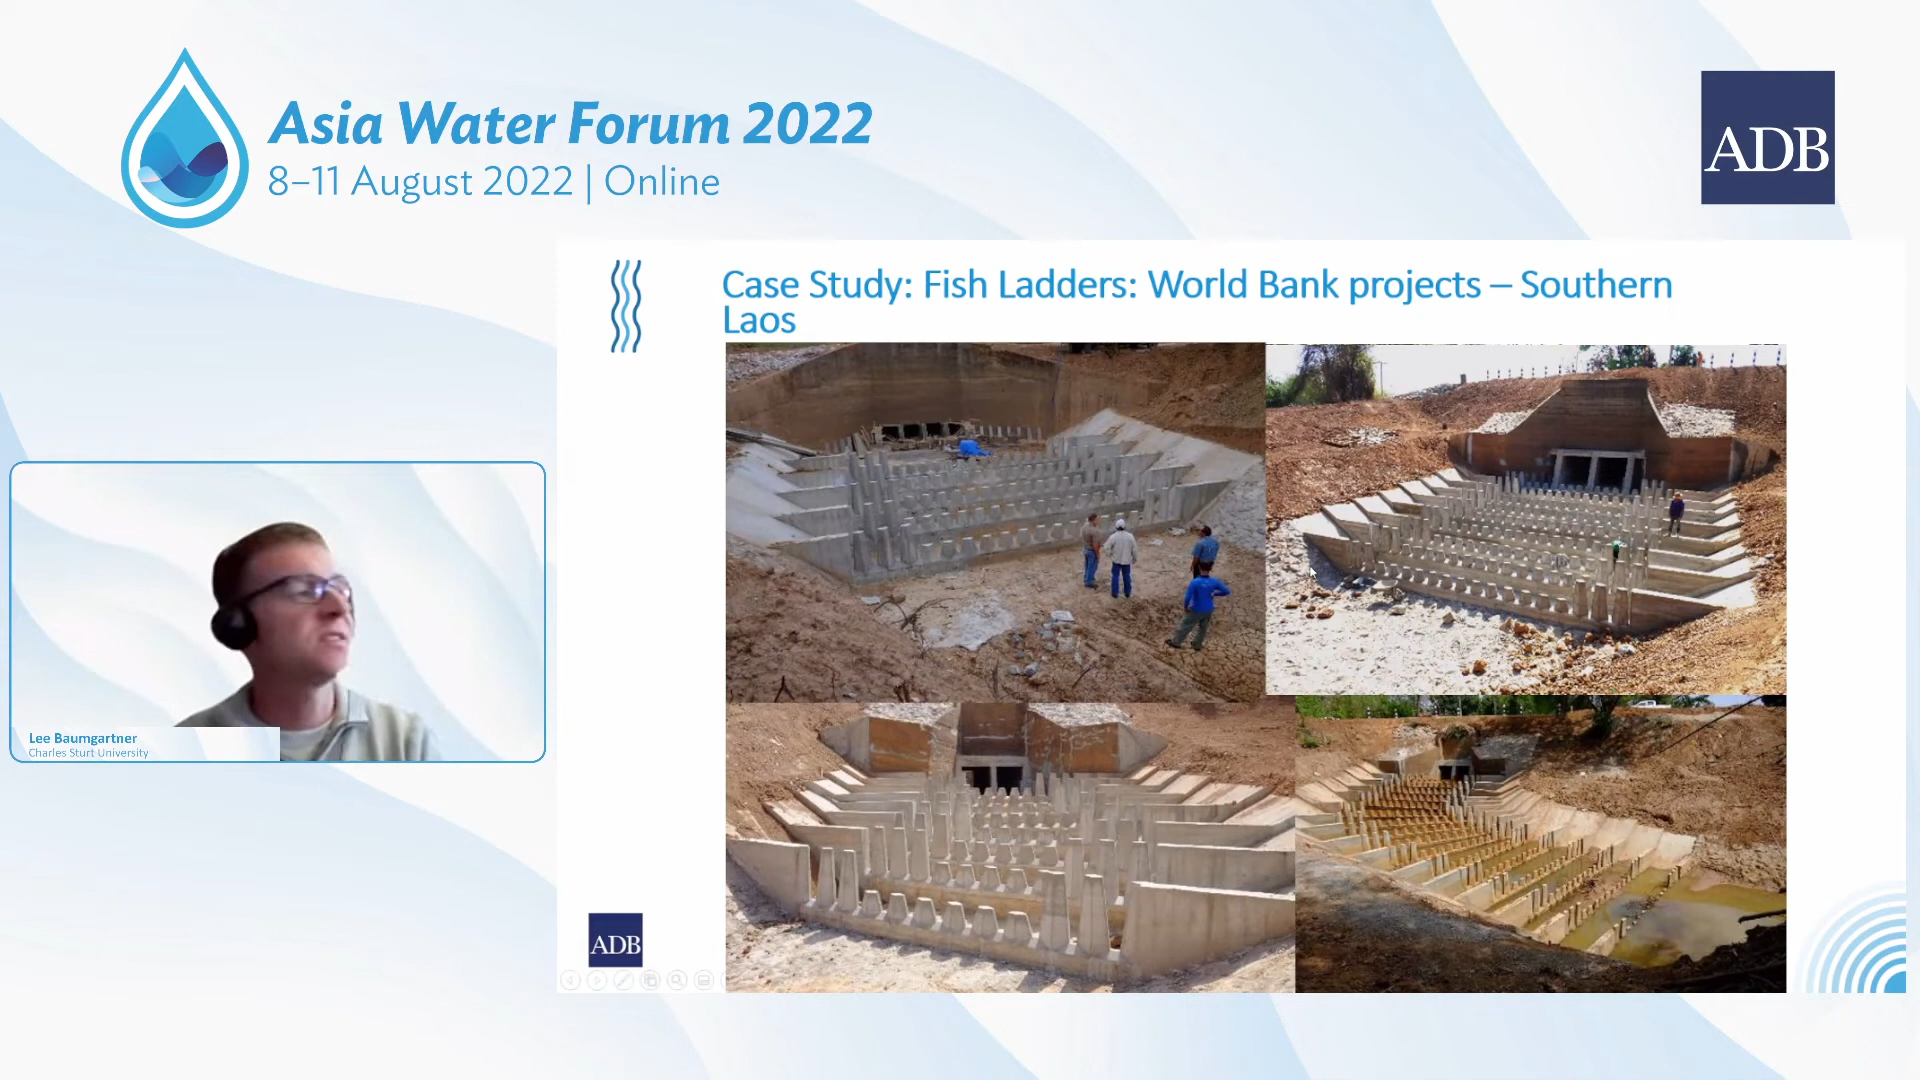 Asia Water Forum 2022
8–11 August 2022 | Online
ADB
Case Study: Fish Ladders: World Bank projects – Southern
Laos
Lee Baumgartner
Charles Sturt University
ADB